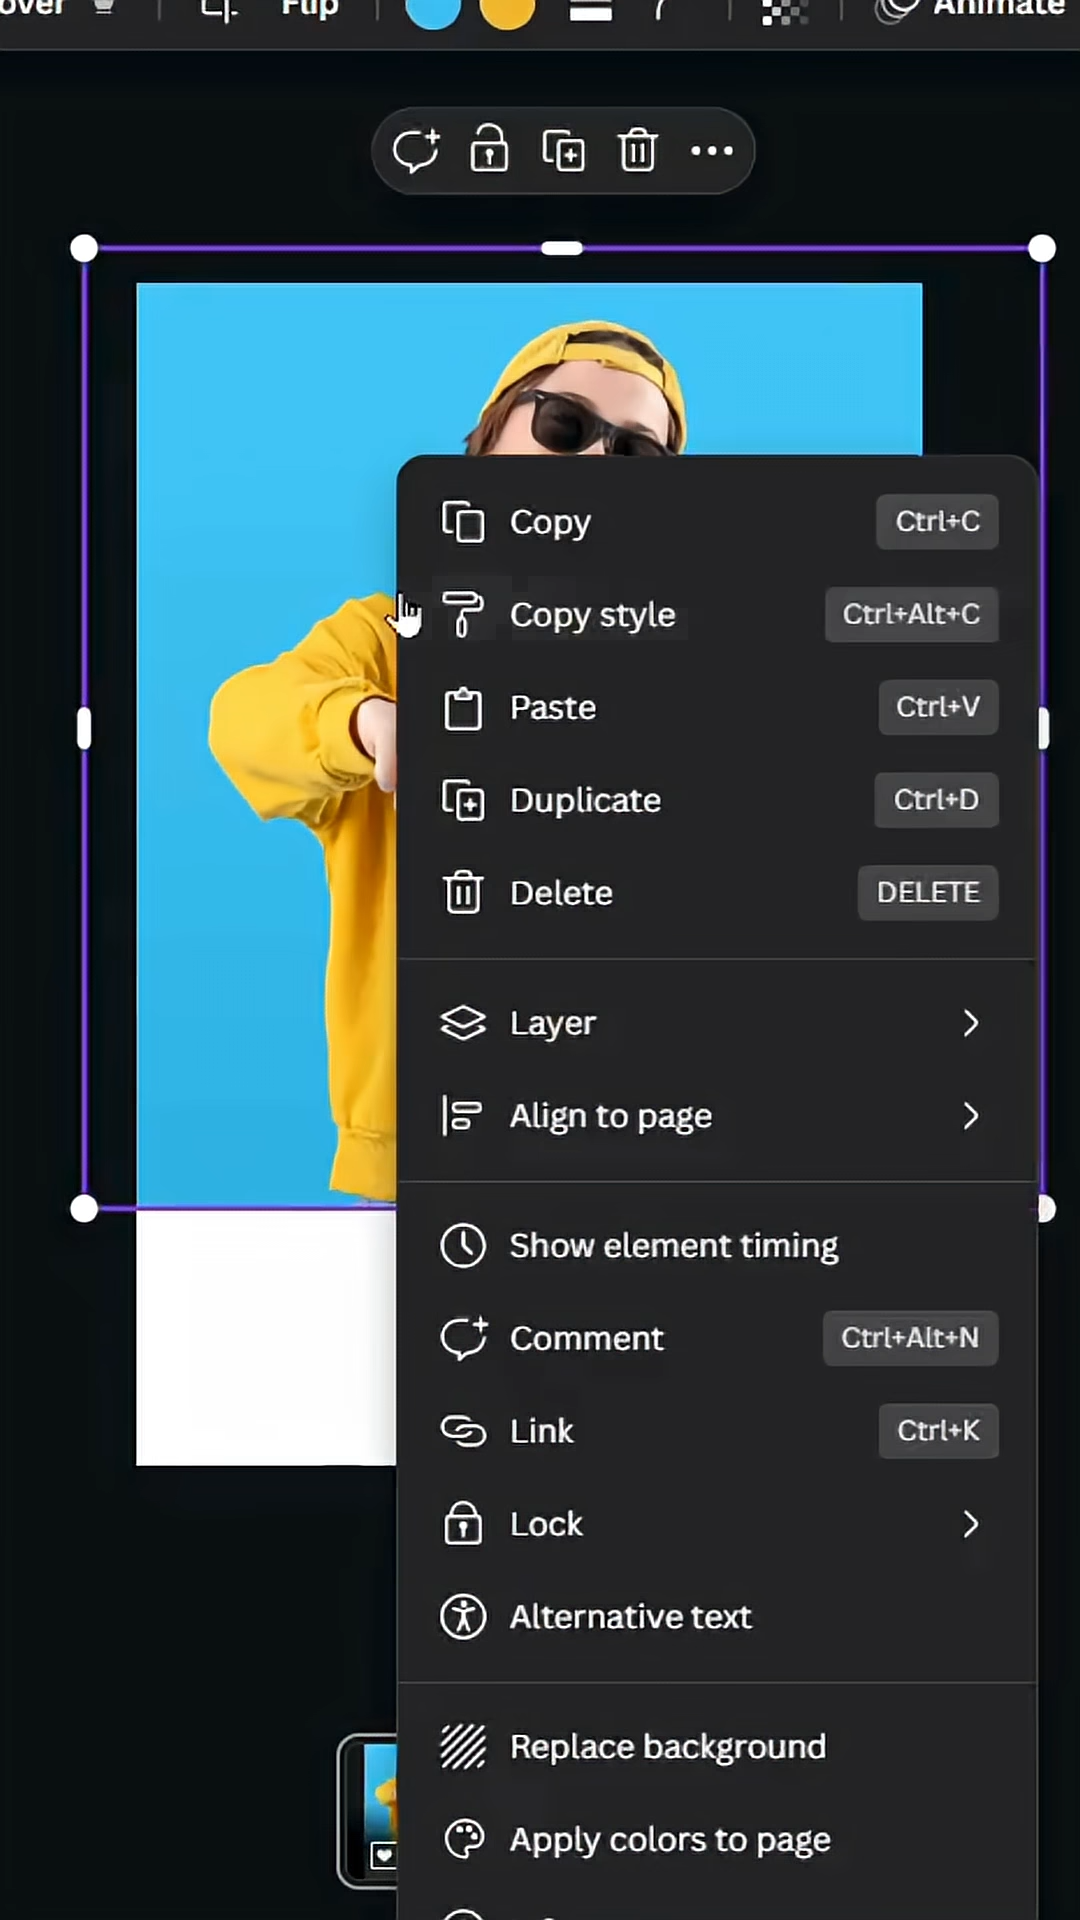 Flip
Animate
Copy
Ctrl+C
Copy style
Ctrl+Alt+C
Paste
Ctrl+V
Duplicate
Ctrl+D
Delete
DELETE
Layer
Align to page
Show element timing
Comment
Ctrl+Alt+N
Link
Ctrl+K
Lock
Alternative text
Replace background
Apply colors to page